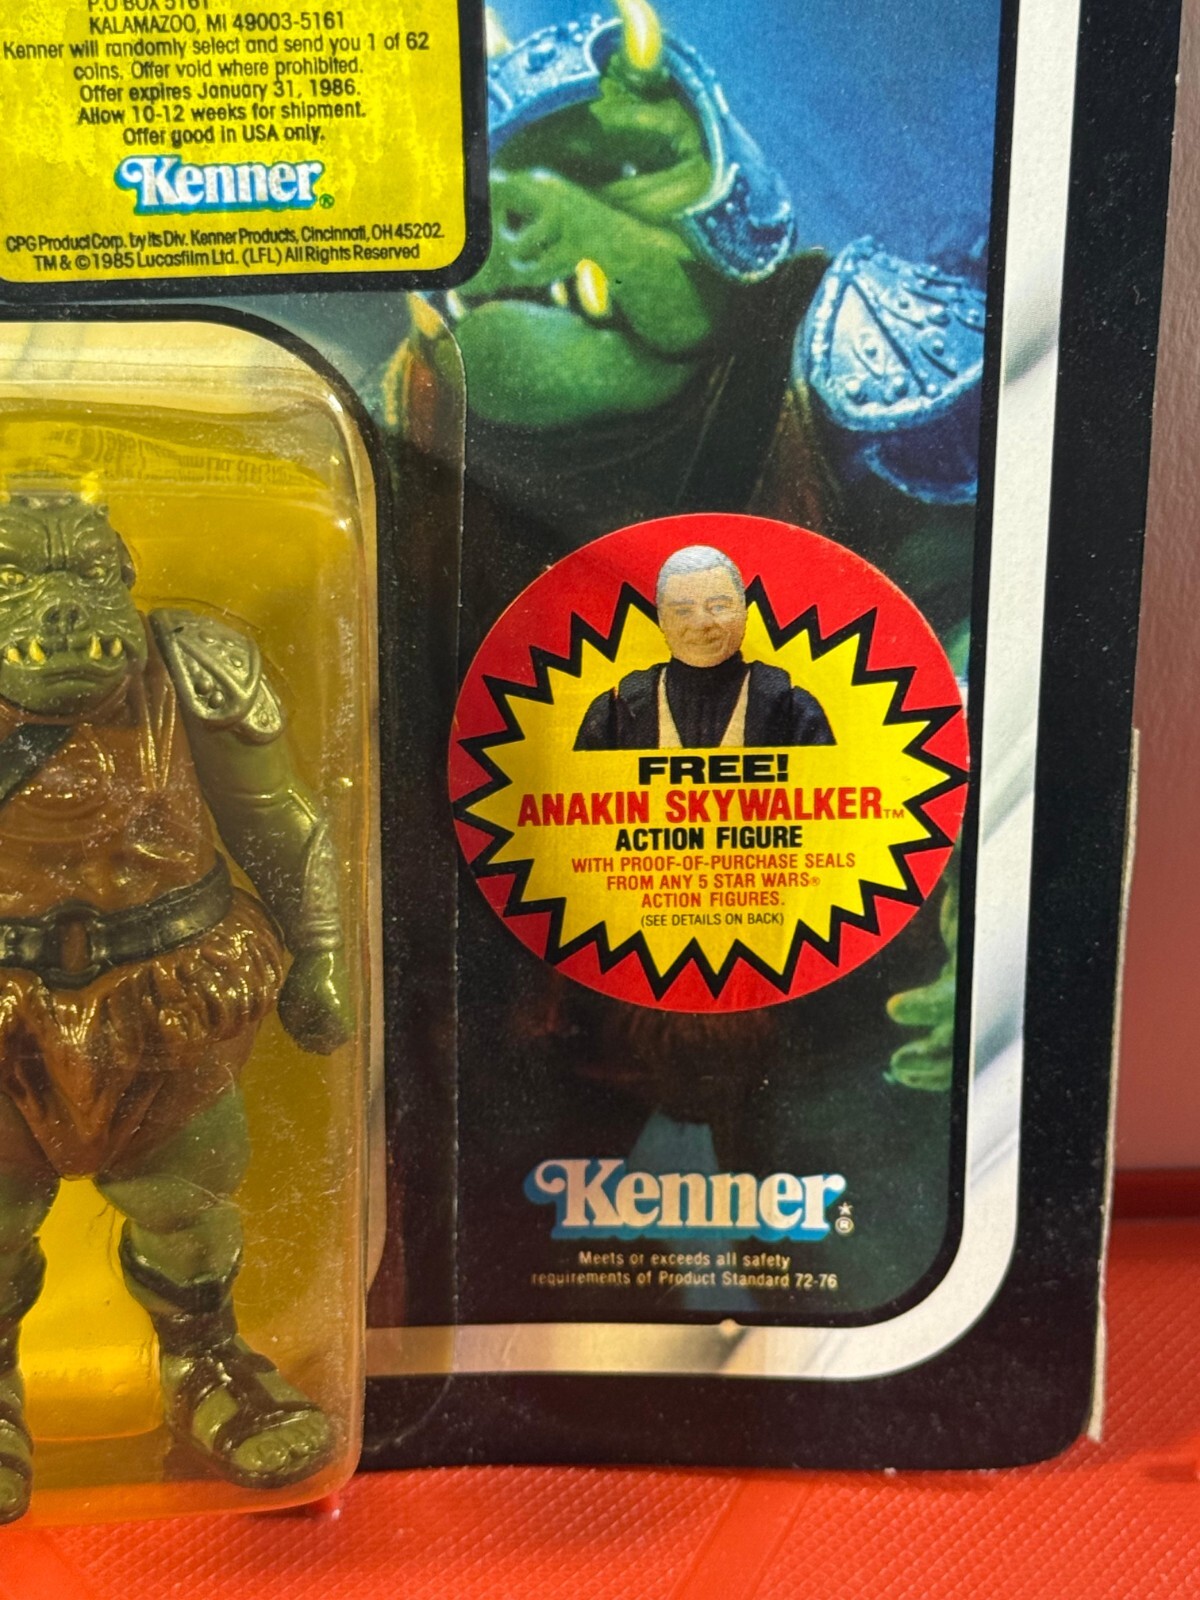 P.O BOX 5161
KALAMAZOO, MI 49003-5161
Kenner will randomly select and send you 1 of 62
coins. Offer void where prohibited.
Offer expires January 31, 1986.
Allow 10-12 weeks for shipment.
Offer good in USA only.
Kenner®
CPG Product Corp. by its Div. Kenner Products, Cincinnati, OH 45202.
TM & © 1985 Lucasfilm Ltd. (LFL) All Rights Reserved
FREE!
ANAKIN SKYWALKER™
ACTION FIGURE
WITH PROOF-OF-PURCHASE SEALS
FROM ANY 5 STAR WARS®
ACTION FIGURES.
(SEE DETAILS ON BACK)
Kenner*®
Meets or exceeds all safety
requirements of Product Standard 72-76